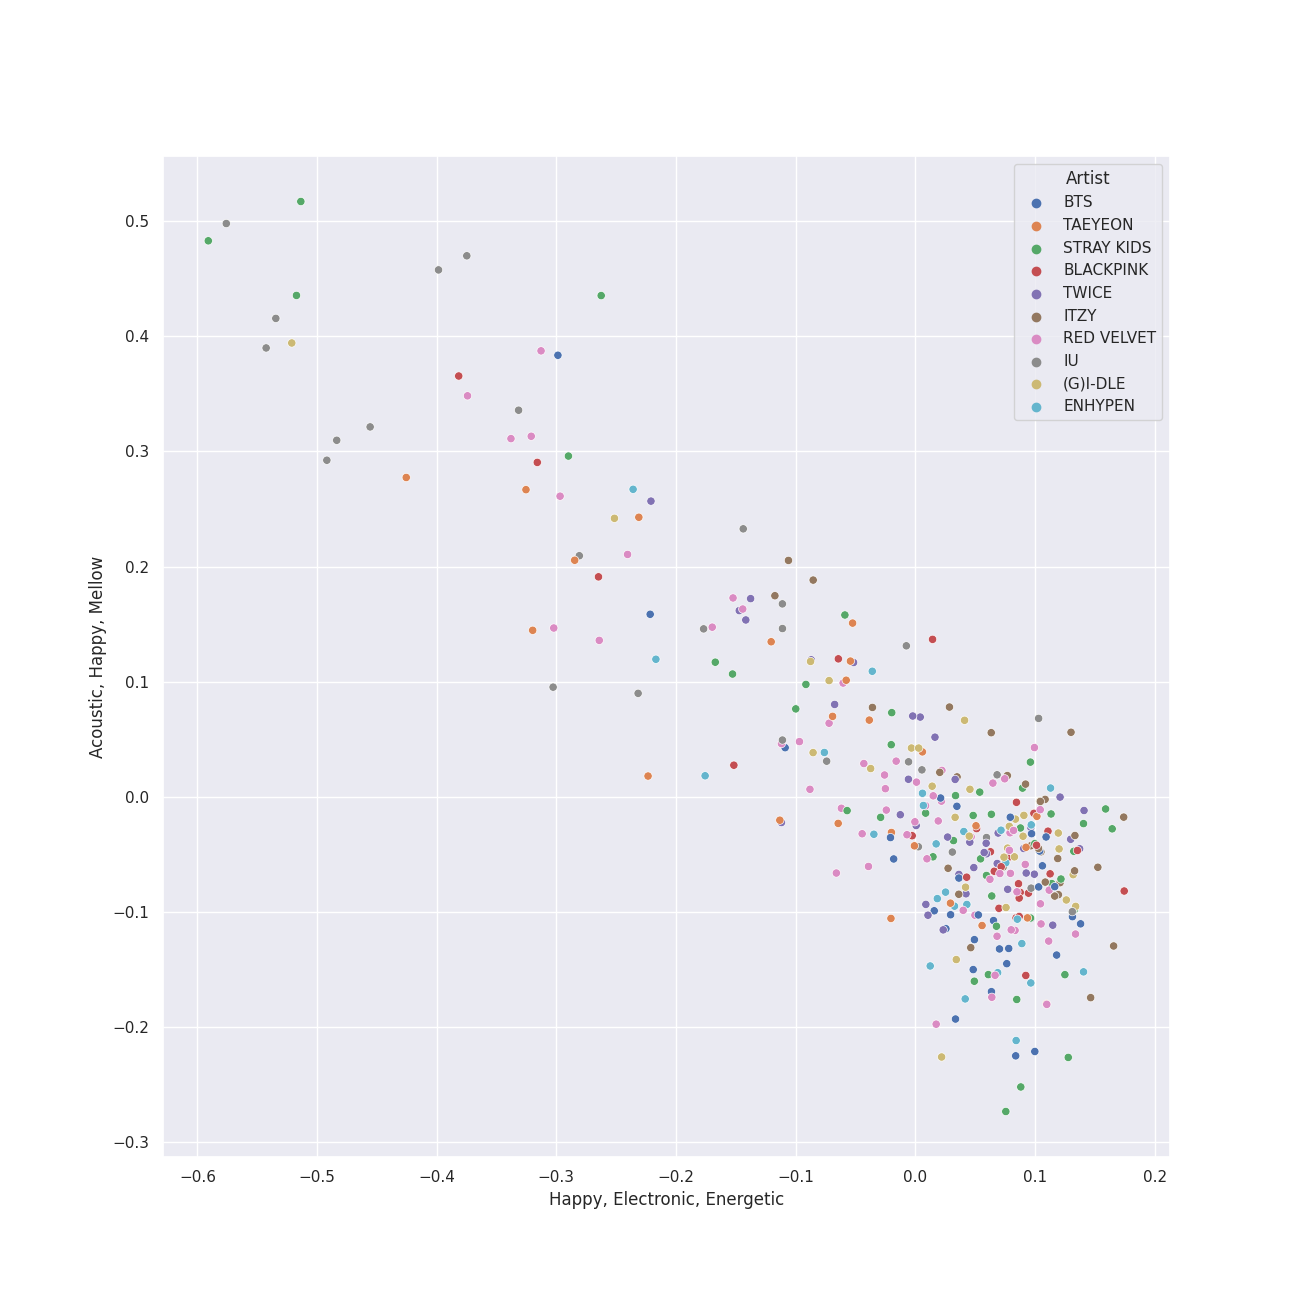 Artist
BTS
TAEYEON
STRAY KIDS
BLACKPINK
TWICE
ITZY
RED VELVET
IU
(G)I-DLE
ENHYPEN
0.5
0.4
0.3
0.2
0.1
0.0
−0.1
−0.2
−0.3
Acoustic, Happy, Mellow
−0.6 −0.5 −0.4 −0.3 −0.2 −0.1 0.0 0.1 0.2
Happy, Electronic, Energetic